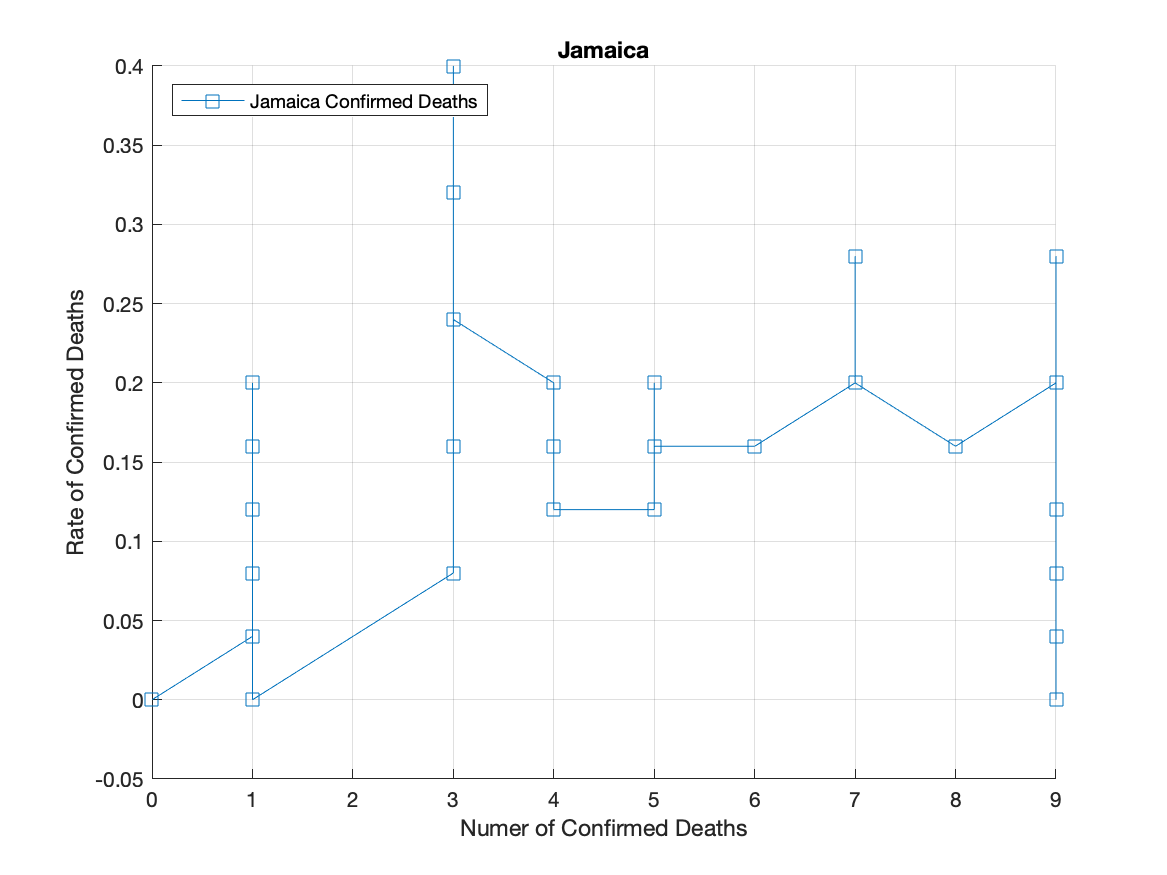 Jamaica
Jamaica Confirmed Deaths
0.4
0.35
0.3
0.25
0.2
0.15
0.1
0.05
0
-0.05
Rate of Confirmed Deaths
0 1 2 3 4 5 6 7 8 9
Numer of Confirmed Deaths